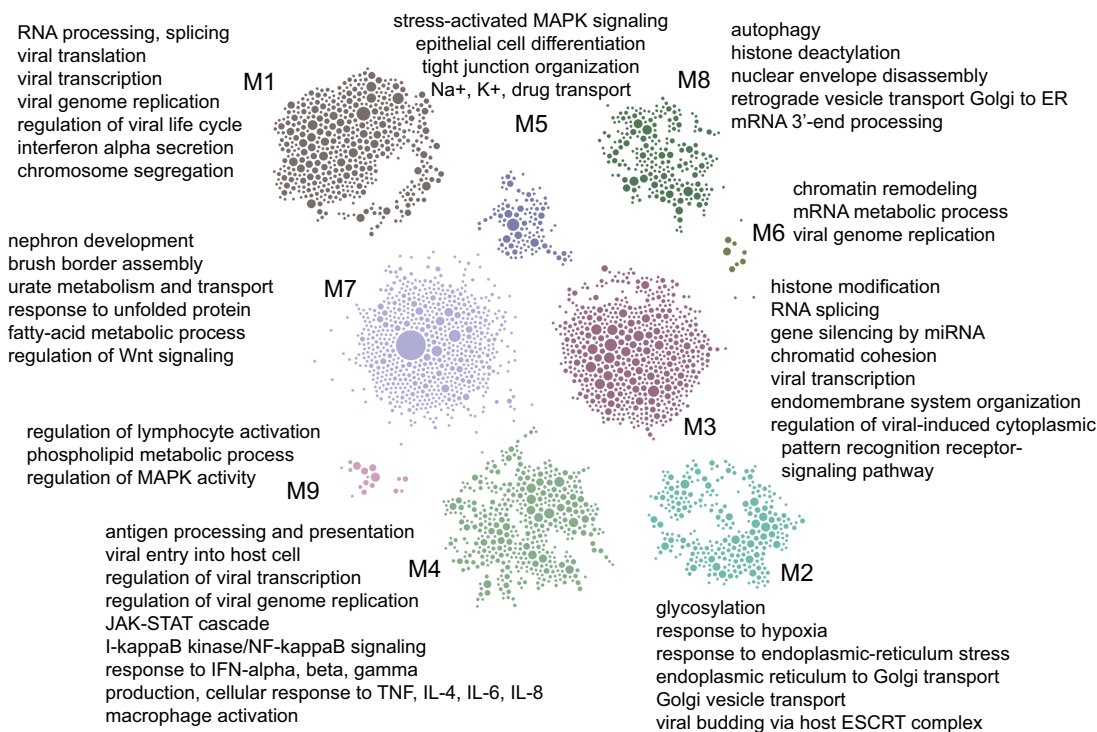 RNA processing, splicing
viral translation
viral transcription
viral genome replication
regulation of viral life cycle
interferon alpha secretion
chromosome segregation
M1
stress-activated MAPK signaling
epithelial cell differentiation
tight junction organization
Na+, K+, drug transport
M5
autophagy
histone deactylation
nuclear envelope disassembly
retrograde vesicle transport Golgi to ER
mRNA 3’-end processing
M8
chromatin remodeling
mRNA metabolic process
viral genome replication
M6
nephron development
brush border assembly
urate metabolism and transport
response to unfolded protein
fatty-acid metabolic process
regulation of Wnt signaling
M7
histone modification
RNA splicing
gene silencing by miRNA
chromatid cohesion
viral transcription
endomembrane system organization
regulation of viral-induced cytoplasmic
pattern recognition receptor-
signaling pathway
M3
regulation of lymphocyte activation
phospholipid metabolic process
regulation of MAPK activity
M9
antigen processing and presentation
viral entry into host cell
regulation of viral transcription
regulation of viral genome replication
JAK-STAT cascade
I-kappaB kinase/NF-kappaB signaling
response to IFN-alpha, beta, gamma
production, cellular response to TNF, IL-4, IL-6, IL-8
macrophage activation
M4
M2
glycosylation
response to hypoxia
response to endoplasmic-reticulum stress
endoplasmic reticulum to Golgi transport
Golgi vesicle transport
viral budding via host ESCRT complex